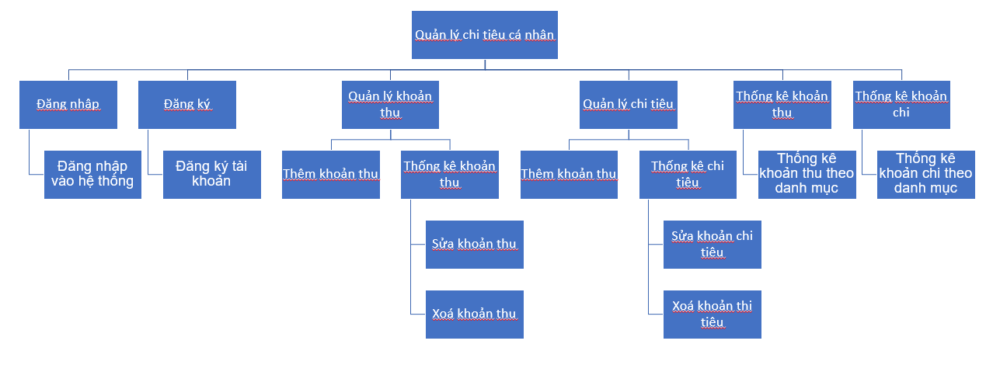 Quản lý chi tiêu cá nhân
Đăng nhập
Đăng ký
Quản lý khoản
thu
Quản lý chi tiêu
Thống kê khoản
thu
Thống kê khoản
chi
Đăng nhập
vào hệ thống
Đăng ký tài
khoản
Thêm khoản thu
Thống kê khoản
thu
Thêm khoản thu
Thống kê chi
tiêu
Thống kê
khoản thu theo
danh mục
Thống kê
khoản chi theo
danh mục
Sửa khoản thu
Sửa khoản chi
tiêu
Xoá khoản thu
Xoá khoản thi
tiêu